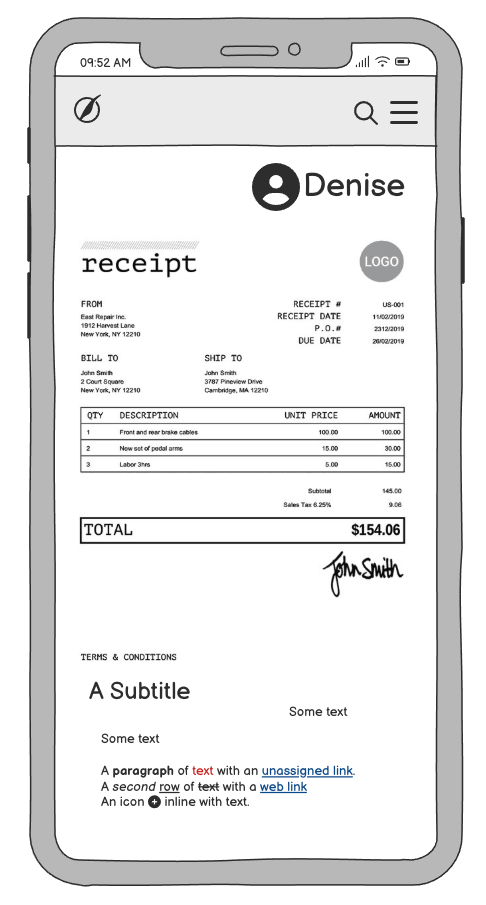 09:52 AM
Denise
receipt
LOGO
FROM
East Repair Inc.
1912 Harvest Lane
New York, NY 12210
RECEIPT # US-001
RECEIPT DATE 11/02/2019
P.O.# 2312/2019
DUE DATE 26/02/2019
BILL TO
John Smith
2 Court Square
New York, NY 12210
SHIP TO
John Smith
3787 Pineview Drive
Cambridge, MA 12210
QTY DESCRIPTION UNIT PRICE AMOUNT
1 Front and rear brake cables 100.00 100.00
2 New set of pedal arms 15.00 30.00
3 Labor 3hrs 5.00 15.00
Subtotal 145.00
Sales Tax 6.25% 9.06
TOTAL $154.06
John Smith
TERMS & CONDITIONS
A Subtitle
Some text
Some text
A paragraph of text with an unassigned link.
A second row of text with a web link
An icon inline with text.